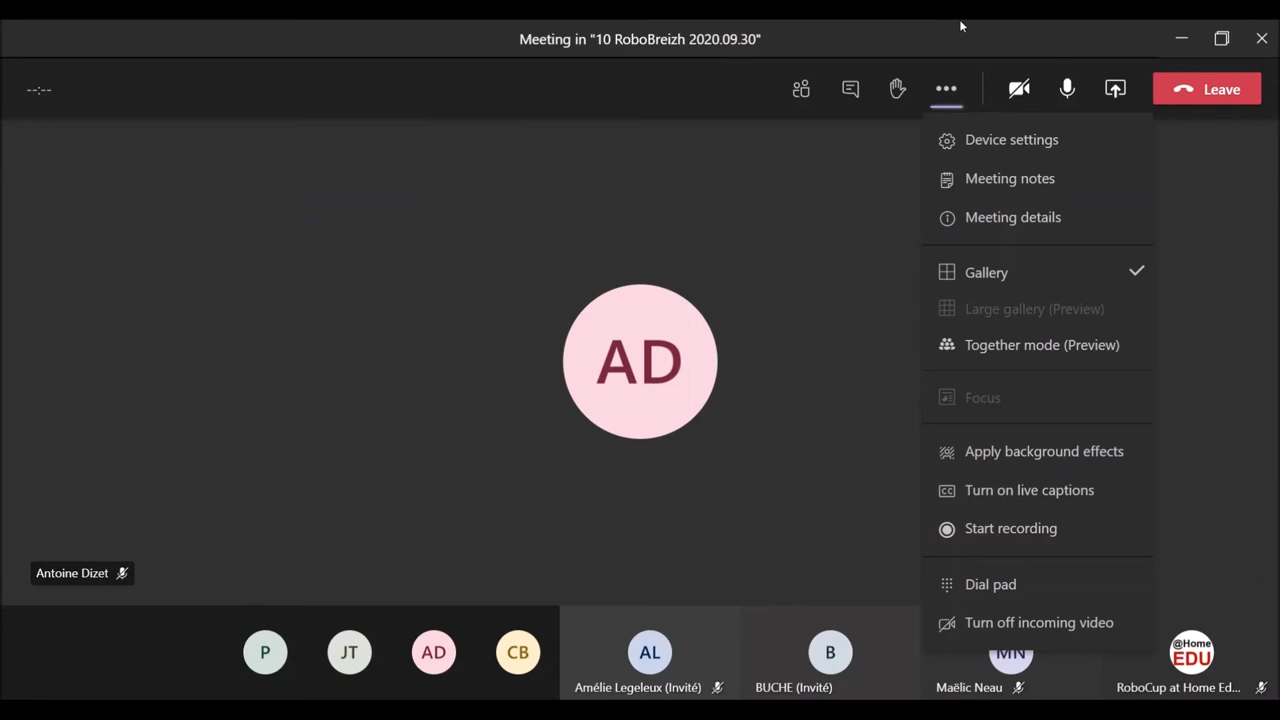 Meeting in "10 RoboBreizh 2020.09.30"
--:--
Leave
Device settings
Meeting notes
Meeting details
Gallery
Large gallery (Preview)
Together mode (Preview)
Focus
Apply background effects
CC Turn on live captions
Start recording
Dial pad
Turn off incoming video
AD
Antoine Dizet
P JT AD CB AL B MN @Home
EDU
Amélie Legeleux (Invité) BUCHE (Invité) Maëlic Neau RoboCup at Home Ed...